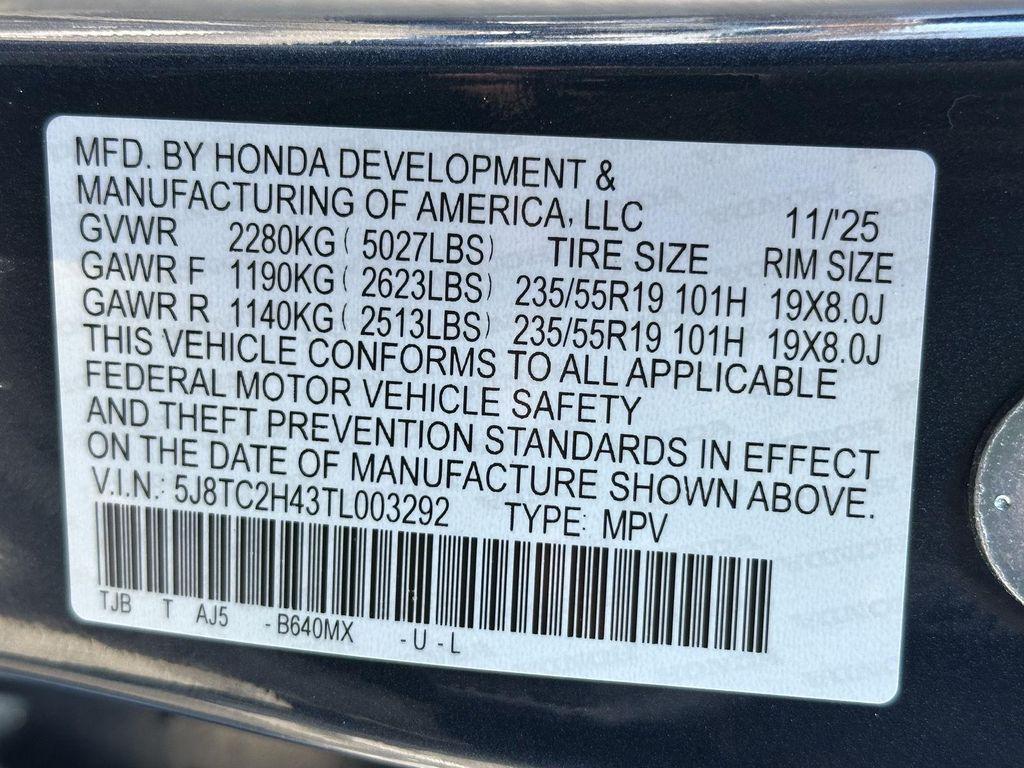 MFD. BY HONDA DEVELOPMENT &
MANUFACTURING OF AMERICA, LLC 11/'25
GVWR 2280KG ( 5027LBS) TIRE SIZE RIM SIZE
GAWR F 1190KG ( 2623LBS) 235/55R19 101H 19X8.0J
GAWR R 1140KG ( 2513LBS) 235/55R19 101H 19X8.0J
THIS VEHICLE CONFORMS TO ALL APPLICABLE
FEDERAL MOTOR VEHICLE SAFETY
AND THEFT PREVENTION STANDARDS IN EFFECT
ON THE DATE OF MANUFACTURE SHOWN ABOVE.
V.I.N.: 5J8TC2H43TL003292 TYPE: MPV
TJB T AJ5 - B640MX - U - L